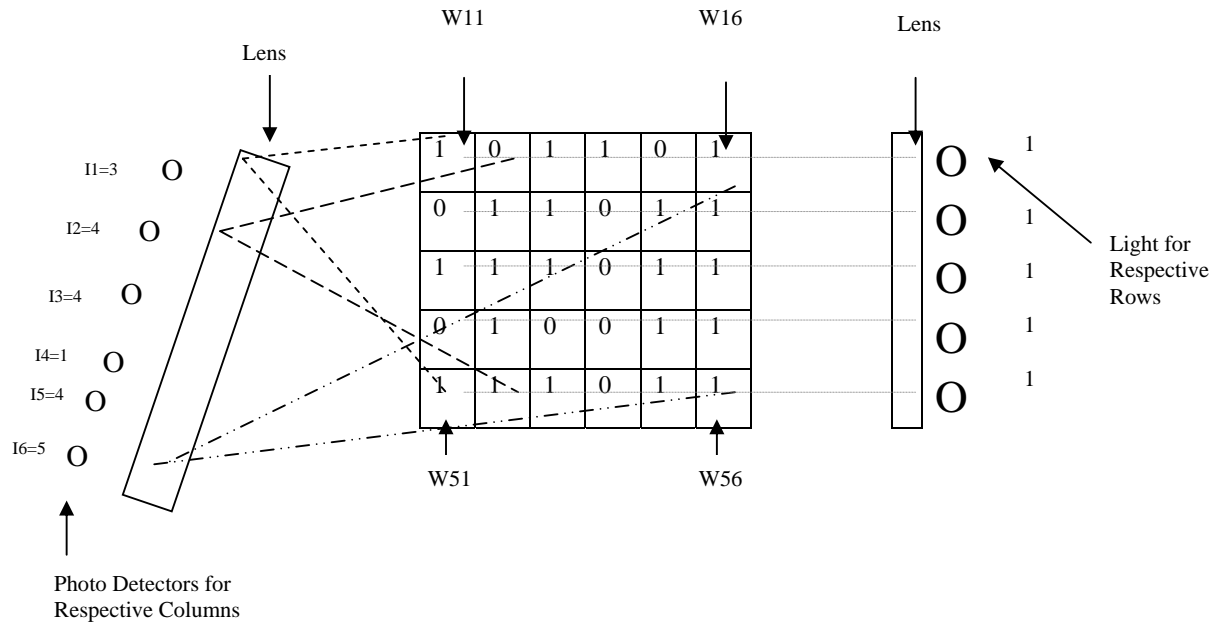 W11
W16
Lens
Lens
1 0 1 1 0 1
O
1
I1=3
O
I2=4
O
0 1 1 0 1 1
O
1
Light for
Respective
Rows
I3=4
O
1 1 1 0 1 1
O
1
I4=1
O
0 1 0 0 1 1
O
1
I5=4
O
1 1 1 0 1 1
O
1
I6=5
O
W51
W56
Photo Detectors for
Respective Columns